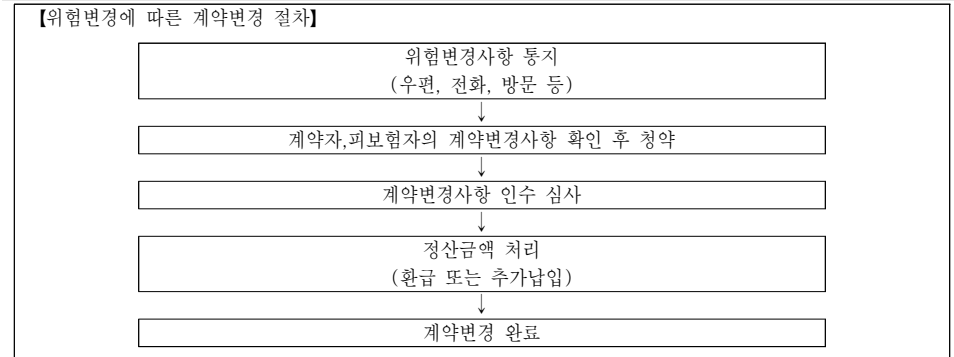 【위험변경에 따른 계약변경 절차】
위험변경사항 통지
(우편, 전화, 방문 등)
↓
계약자,피보험자의 계약변경사항 확인 후 청약
↓
계약변경사항 인수 심사
↓
정산금액 처리
(환급 또는 추가납입)
↓
계약변경 완료